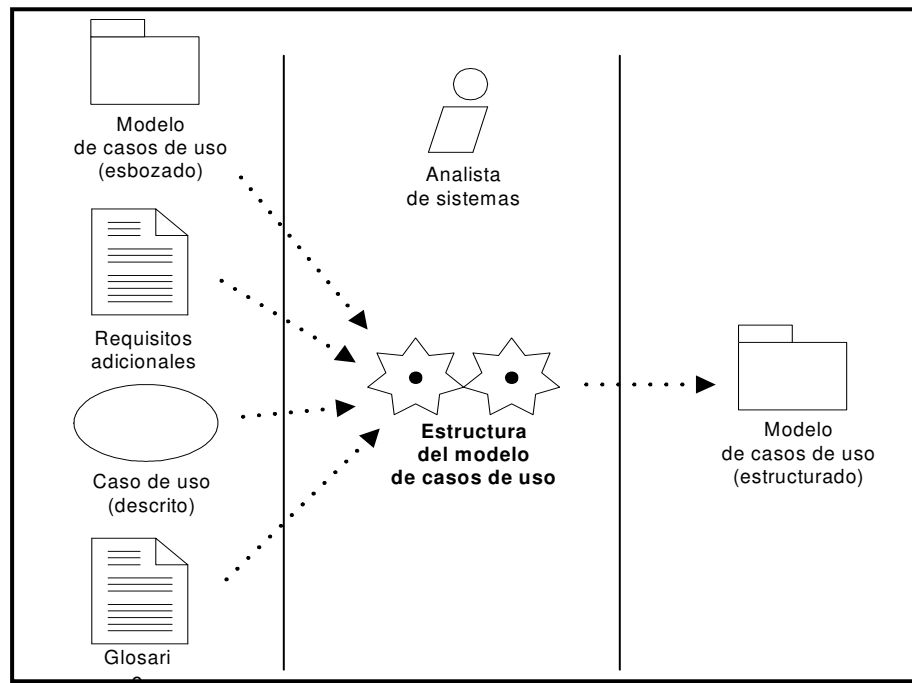 Modelo
de casos de uso
(esbozado)
Requisitos
adicionales
Caso de uso
(descrito)
Glosari
Analista
de sistemas
Estructura
del modelo
de casos de uso
Modelo
de casos de uso
(estructurado)